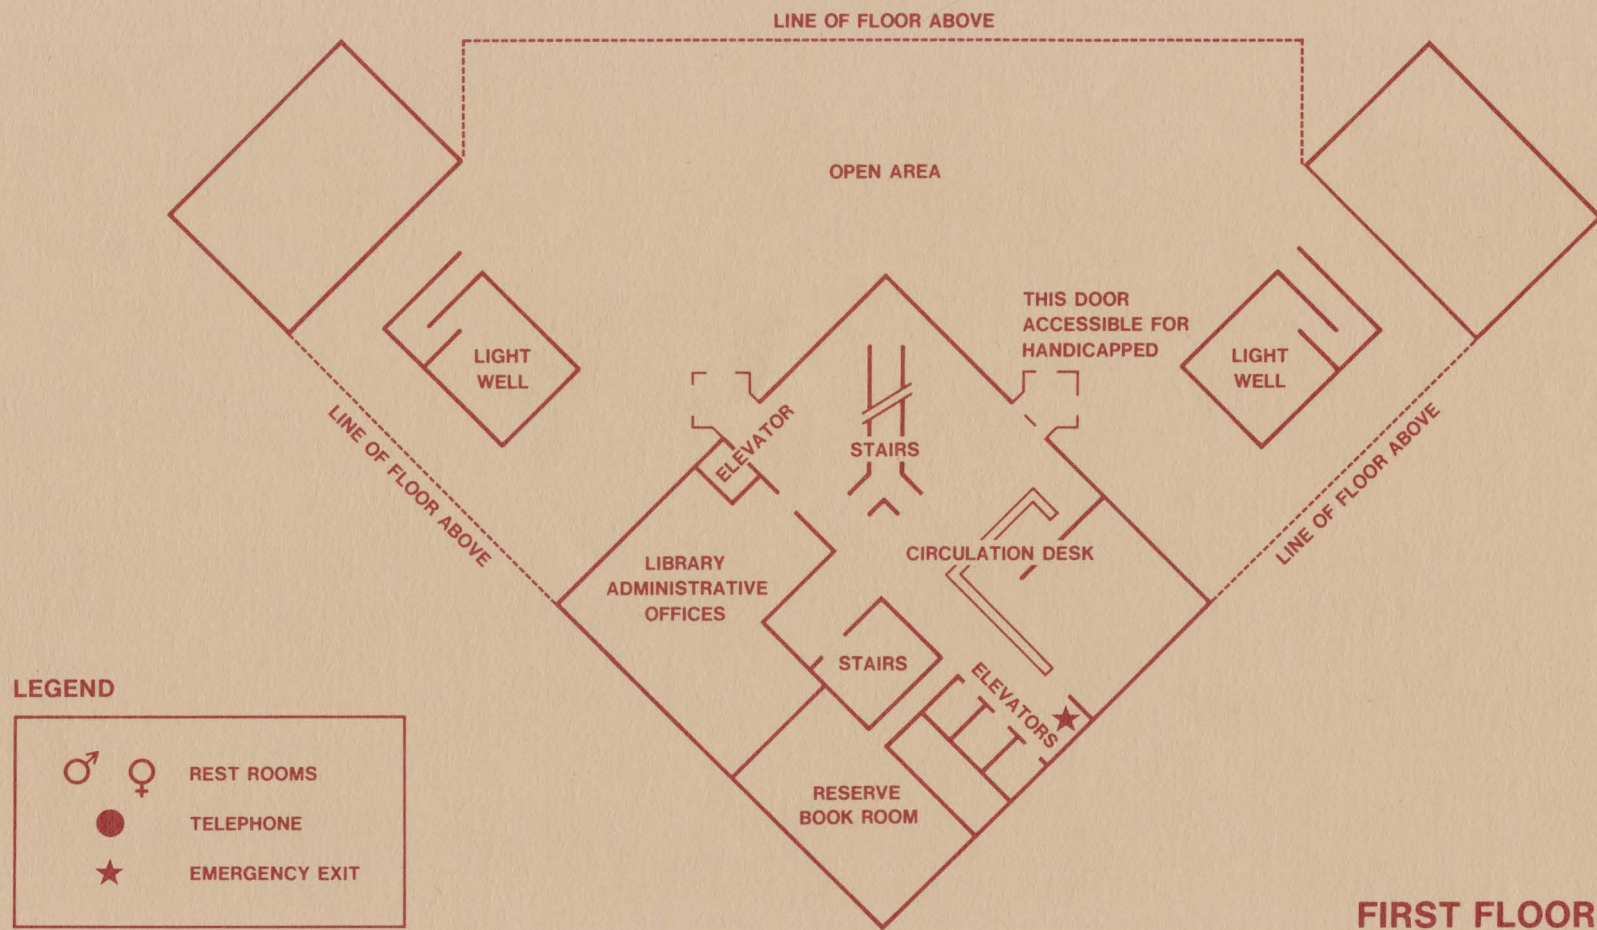 LINE OF FLOOR ABOVE
OPEN AREA
THIS DOOR
ACCESSIBLE FOR
HANDICAPPED
LIGHT
WELL
LIGHT
WELL
ELEVATOR
STAIRS
LINE OF FLOOR ABOVE
LINE OF FLOOR ABOVE
CIRCULATION DESK
LIBRARY
ADMINISTRATIVE
OFFICES
STAIRS
ELEVATORS
RESERVE
BOOK ROOM
LEGEND
REST ROOMS
TELEPHONE
EMERGENCY EXIT
FIRST FLOOR